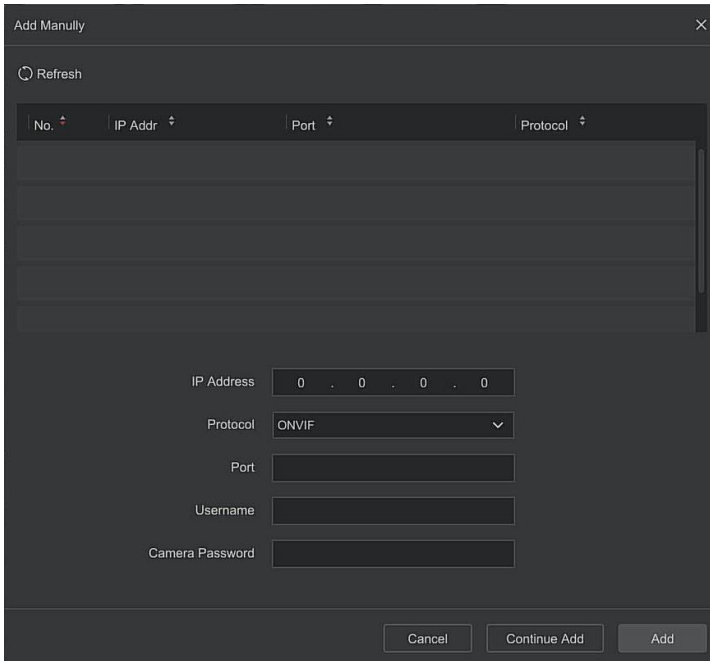 Add Manully
Refresh
No. IP Addr Port Protocol
IP Address 0 . 0 . 0 . 0
Protocol ONVIF
Port
Username
Camera Password
Cancel Continue Add Add